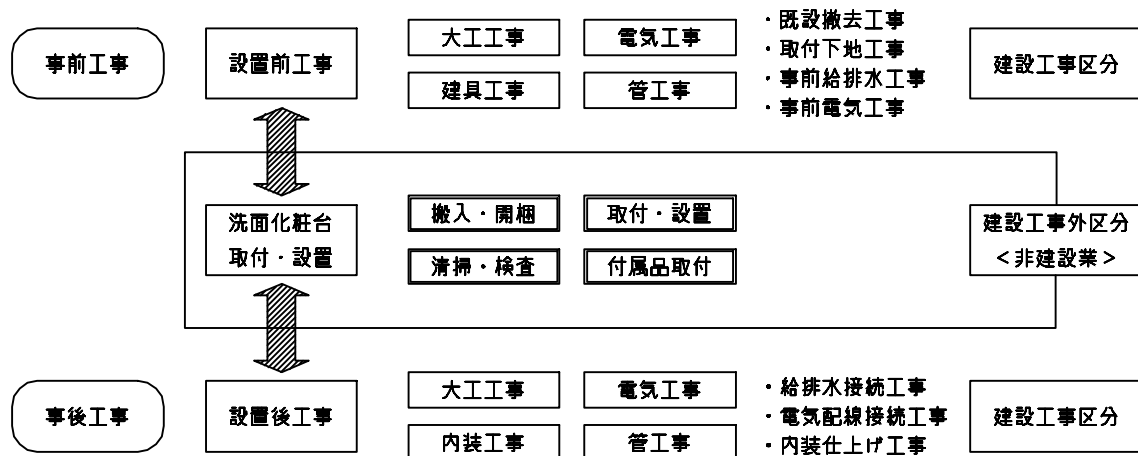 事前工事
設置前工事
大工工事
電気工事
建具工事
管工事
・既設撤去工事
・取付下地工事
・事前給排水工事
・事前電気工事
建設工事区分
洗面化粧台
取付・設置
搬入・開梱
取付・設置
清掃・検査
付属品取付
建設工事外区分
<非建設業>
事後工事
設置後工事
大工工事
電気工事
内装工事
管工事
・給排水接続工事
・電気配線接続工事
・内装仕上げ工事
建設工事区分